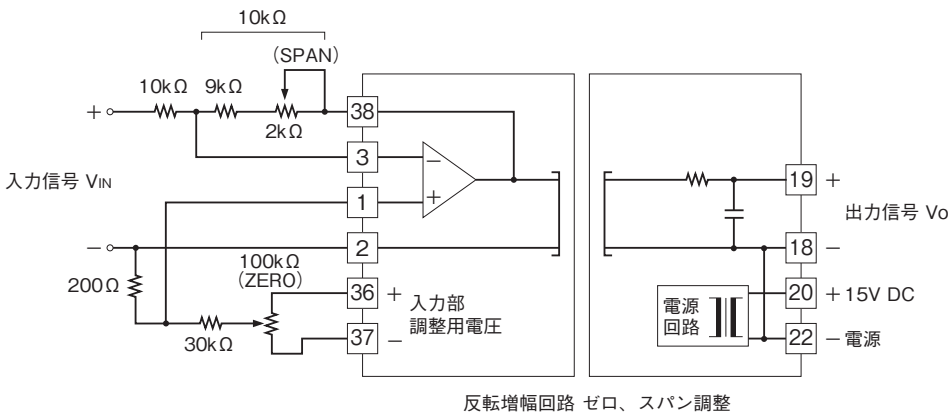 10kΩ
(SPAN)
10kΩ
9kΩ
2kΩ
38
+
3
−
入力信号 VIN
1
+
−
2
200Ω
100kΩ
(ZERO)
36
+
入力部
調整用電圧
30kΩ
37
−
19
+
出力信号 Vo
18
−
電源
回路
20
+15V DC
22
−電源
反転増幅回路 ゼロ、スパン調整